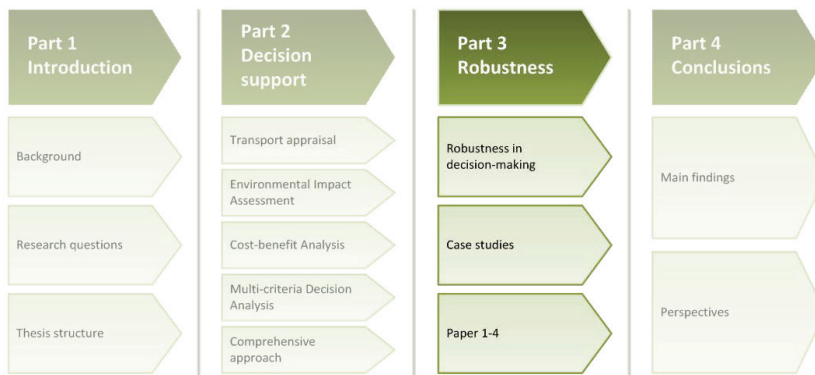 Part 1
Introduction
Background
Research questions
Thesis structure
Part 2
Decision
support
Transport appraisal
Environmental Impact
Assessment
Cost-benefit Analysis
Multi-criteria Decision
Analysis
Comprehensive
approach
Part 3
Robustness
Robustness in
decision-making
Case studies
Paper 1-4
Part 4
Conclusions
Main findings
Perspectives